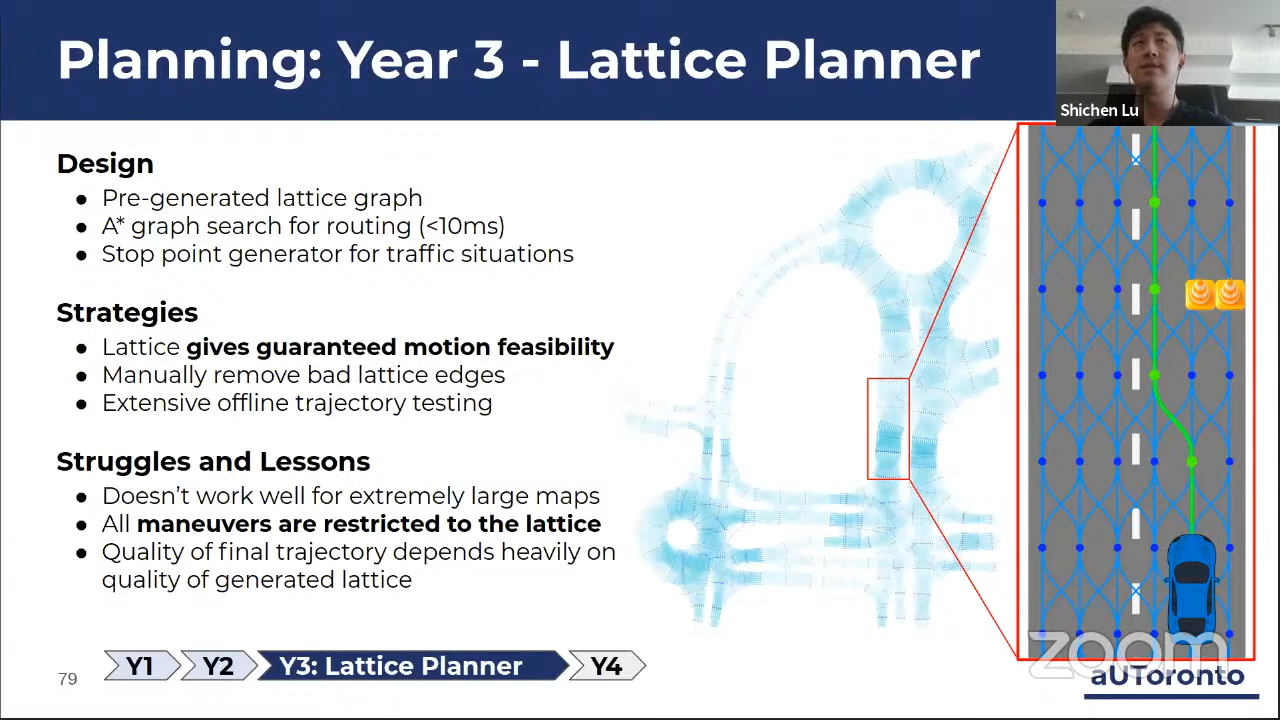 Planning: Year 3 - Lattice Planner
Shichen Lu
Design
● Pre-generated lattice graph
● A* graph search for routing (<10ms)
● Stop point generator for traffic situations
Strategies
● Lattice gives guaranteed motion feasibility
● Manually remove bad lattice edges
● Extensive offline trajectory testing
Struggles and Lessons
● Doesn't work well for extremely large maps
● All maneuvers are restricted to the lattice
● Quality of final trajectory depends heavily on
quality of generated lattice
Y1 Y2 Y3: Lattice Planner Y4
79
zoom
aUToronto